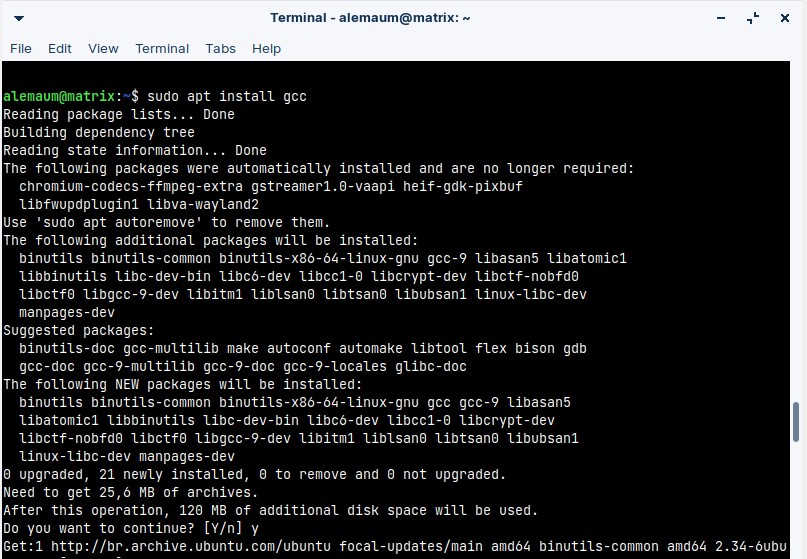 Terminal - alemaum@matrix: ~
File Edit View Terminal Tabs Help
alemaum@matrix:~$ sudo apt install gcc
Reading package lists... Done
Building dependency tree
Reading state information... Done
The following packages were automatically installed and are no longer required:
  chromium-codecs-ffmpeg-extra gstreamer1.0-vaapi heif-gdk-pixbuf
  libfwupdplugin1 libva-wayland2
Use 'sudo apt autoremove' to remove them.
The following additional packages will be installed:
  binutils binutils-common binutils-x86-64-linux-gnu gcc-9 libasan5 libatomic1
  libbinutils libc-dev-bin libc6-dev libcc1-0 libcrypt-dev libctf-nobfd0
  libctf0 libgcc-9-dev libitm1 liblsan0 libtsan0 libubsan1 linux-libc-dev
  manpages-dev
Suggested packages:
  binutils-doc gcc-multilib make autoconf automake libtool flex bison gdb
  gcc-doc gcc-9-multilib gcc-9-doc gcc-9-locales glibc-doc
The following NEW packages will be installed:
  binutils binutils-common binutils-x86-64-linux-gnu gcc gcc-9 libasan5
  libatomic1 libbinutils libc-dev-bin libc6-dev libcc1-0 libcrypt-dev
  libctf-nobfd0 libctf0 libgcc-9-dev libitm1 liblsan0 libtsan0 libubsan1
  linux-libc-dev manpages-dev
0 upgraded, 21 newly installed, 0 to remove and 0 not upgraded.
Need to get 25,6 MB of archives.
After this operation, 120 MB of additional disk space will be used.
Do you want to continue? [Y/n] y
Get:1 http://br.archive.ubuntu.com/ubuntu focal-updates/main amd64 binutils-common amd64 2.34-6ubu